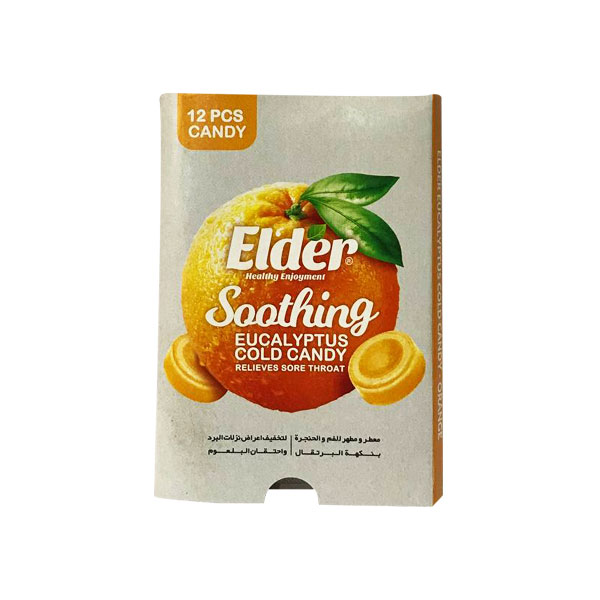 12 PCS
CANDY
Elder®
Healthy Enjoyment
Soothing
EUCALYPTUS
COLD CANDY
RELIEVES SORE THROAT
معطر و مطهر للفم و الحنجرة | لتخفيف اعراض نزلات البرد
بنكهة البرتقال | واحتقان البلعوم
ELDER EUCALYPTUS COLD CANDY - ORANGE